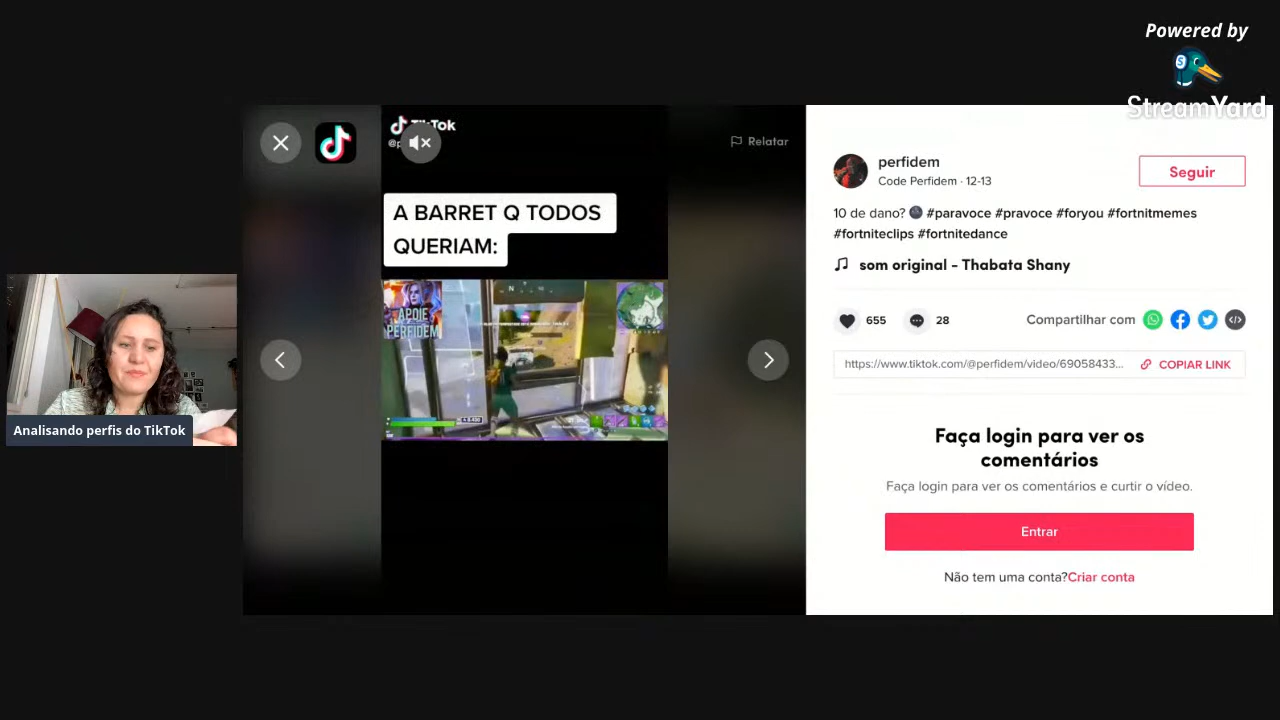 Powered by
StreamYard
TikTok
Relatar
A BARRET Q TODOS
QUERIAM:
APOIE
PERFIDEM
N
Analisando perfis do TikTok
perfidem
Code Perfidem · 12-13
Seguir
10 de dano? #paravoce #pravoce #foryou #fortnitmemes
#fortniteclips #fortnitedance
som original - Thabata Shany
655
28
Compartilhar com
https://www.tiktok.com/@perfidem/video/69058433...
COPIAR LINK
Faça login para ver os
comentários
Faça login para ver os comentários e curtir o vídeo.
Entrar
Não tem uma conta?Criar conta